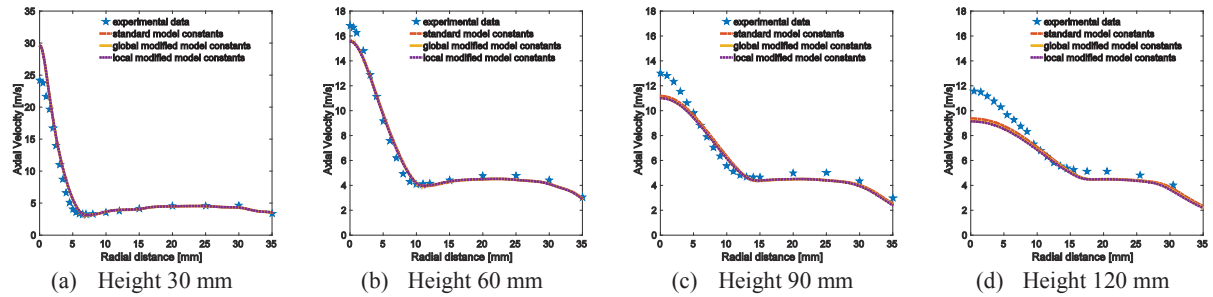 experimental data
standard model constants
global modified model constants
local modified model constants
Axial Velocity [m/s]
35
30
25
20
15
10
5
0
0 5 10 15 20 25 30 35
Radial distance [mm]
(a) Height 30 mm
experimental data
standard model constants
global modified model constants
local modified model constants
Axial Velocity [m/s]
18
16
14
12
10
8
6
4
2
0
0 5 10 15 20 25 30 35
Radial distance [mm]
(b) Height 60 mm
experimental data
standard model constants
global modified model constants
local modified model constants
Axial Velocity [m/s]
18
16
14
12
10
8
6
4
2
0
0 5 10 15 20 25 30 35
Radial distance [mm]
(c) Height 90 mm
experimental data
standard model constants
global modified model constants
local modified model constants
Axial Velocity [m/s]
18
16
14
12
10
8
6
4
2
0
0 5 10 15 20 25 30 35
Radial distance [mm]
(d) Height 120 mm